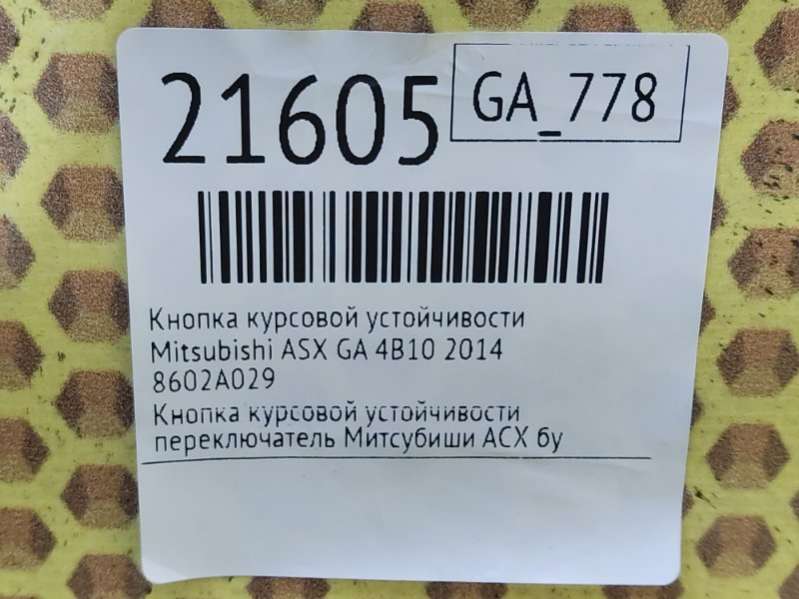 21605
GA_778
Кнопка курсовой устойчивости
Mitsubishi ASX GA 4B10 2014
8602A029
Кнопка курсовой устойчивости
переключатель Митсубиши АСХ бу